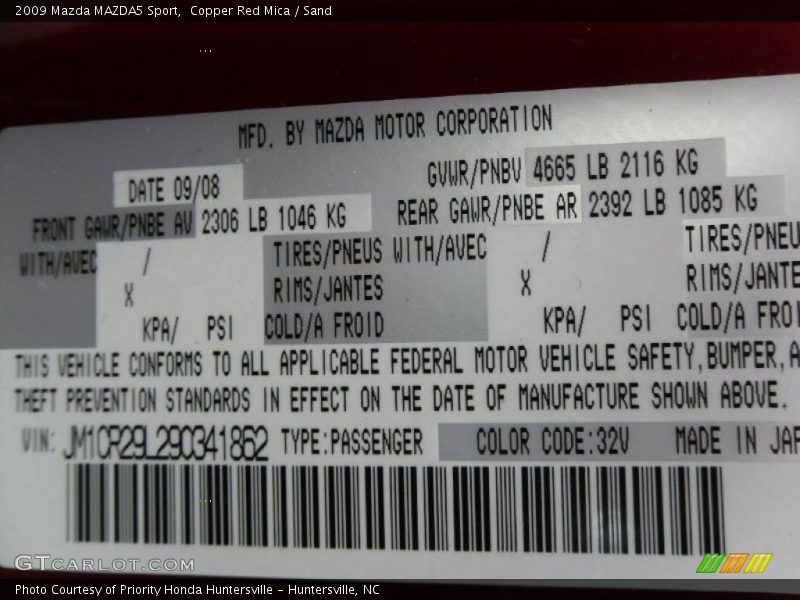 2009 Mazda MAZDA5 Sport, Copper Red Mica / Sand
MFD. BY MAZDA MOTOR CORPORATION
DATE 09/08 GVWR/PNBV 4665 LB 2116 KG
FRONT GAWR/PNBE AV 2306 LB 1046 KG REAR GAWR/PNBE AR 2392 LB 1085 KG
WITH/AVEC / TIRES/PNEUS WITH/AVEC / TIRES/PNEU
X RIMS/JANTES X RIMS/JANTE
KPA/ PSI COLD/A FROID KPA/ PSI COLD/A FROI
THIS VEHICLE CONFORMS TO ALL APPLICABLE FEDERAL MOTOR VEHICLE SAFETY, BUMPER, A
THEFT PREVENTION STANDARDS IN EFFECT ON THE DATE OF MANUFACTURE SHOWN ABOVE.
VIN: JM1CR29L290341862 TYPE:PASSENGER COLOR CODE:32V MADE IN JAP
GTCARLOT.COM
Photo Courtesy of Priority Honda Huntersville - Huntersville, NC